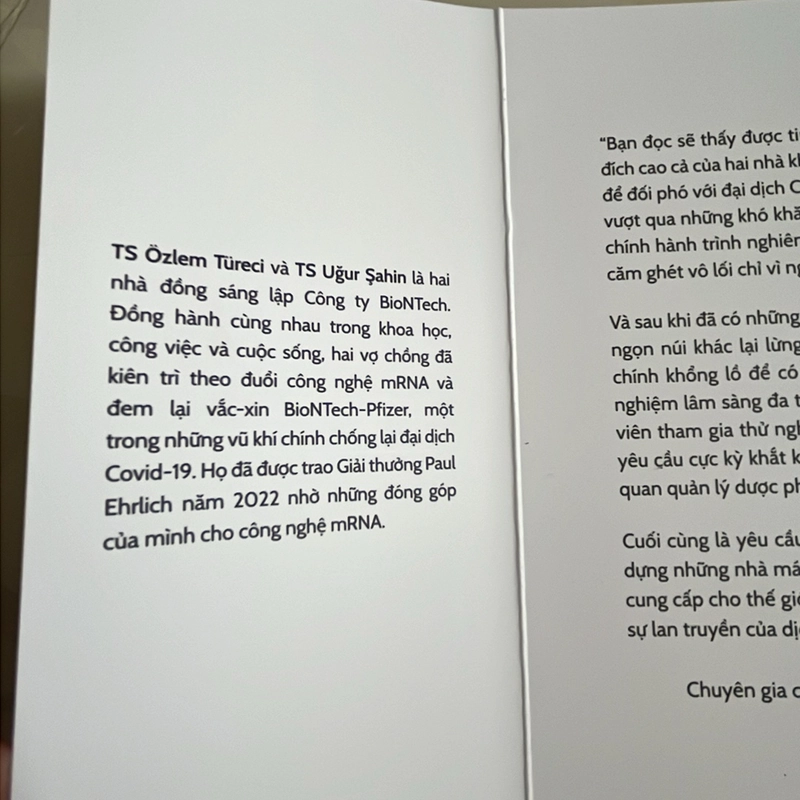 TS Özlem Türeci và TS Uğur Şahin là hai
nhà đồng sáng lập Công ty BioNTech.
Đồng hành cùng nhau trong khoa học,
công việc và cuộc sống, hai vợ chồng đã
kiên trì theo đuổi công nghệ mRNA và
đem lại vắc-xin BioNTech-Pfizer, một
trong những vũ khí chính chống lại đại dịch
Covid-19. Họ đã được trao Giải thưởng Paul
Ehrlich năm 2022 nhờ những đóng góp
của mình cho công nghệ mRNA.
"Bạn đọc sẽ thấy được
đích cao cả của hai nhà
để đối phó với đại dịch
vượt qua những khó
chính hành trình
căm ghét vô lối chỉ vì
Và sau khi đã có những
ngọn núi khác lại
chính khổng lồ để có
nghiệm lâm sàng đa
viên tham gia thử
yêu cầu cực kỳ khắt
quan quản lý dược
Cuối cùng là yêu cầu
dựng những nhà
cung cấp cho thế
sự lan truyền của
Chuyên gia